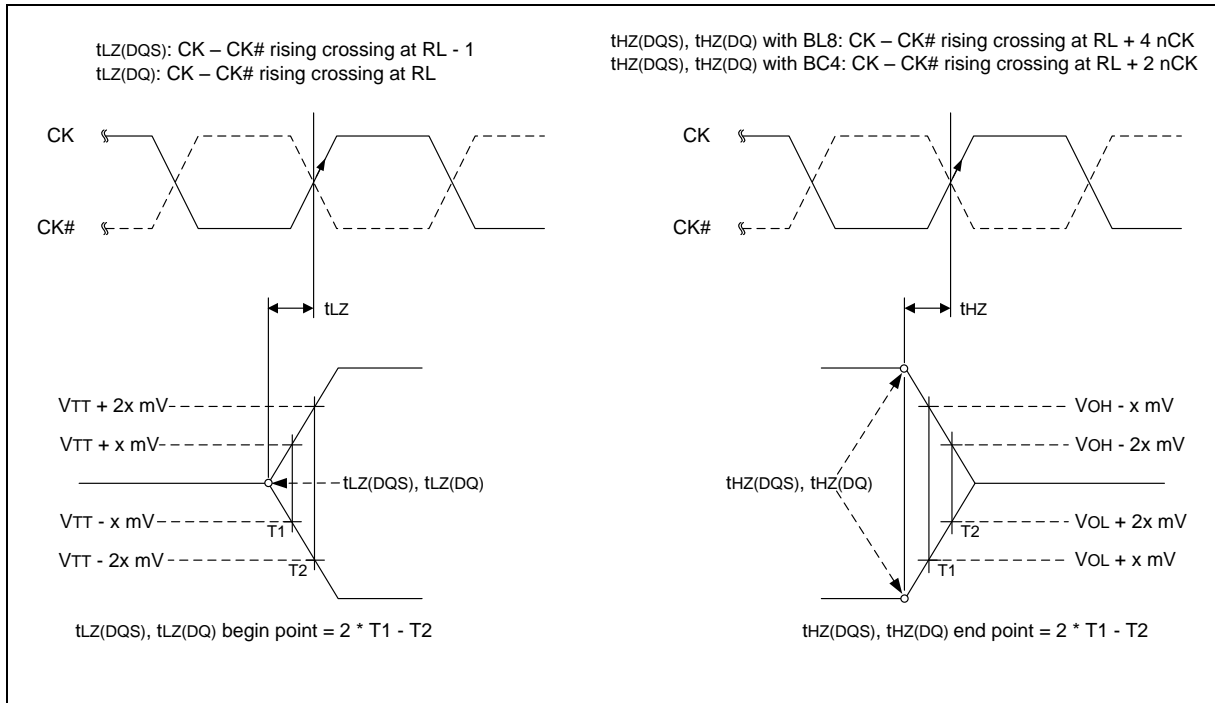 tLZ(DQS): CK – CK# rising crossing at RL - 1
tLZ(DQ): CK – CK# rising crossing at RL
CK
CK#
tLZ
VTT + 2x mV
VTT + x mV
tLZ(DQS), tLZ(DQ)
VTT - x mV
T1
VTT - 2x mV
T2
tLZ(DQS), tLZ(DQ) begin point = 2 * T1 - T2
tHZ(DQS), tHZ(DQ) with BL8: CK – CK# rising crossing at RL + 4 nCK
tHZ(DQS), tHZ(DQ) with BC4: CK – CK# rising crossing at RL + 2 nCK
CK
CK#
tHZ
VOH - x mV
VOH - 2x mV
tHZ(DQS), tHZ(DQ)
VOL + 2x mV
T2
VOL + x mV
T1
tHZ(DQS), tHZ(DQ) end point = 2 * T1 - T2